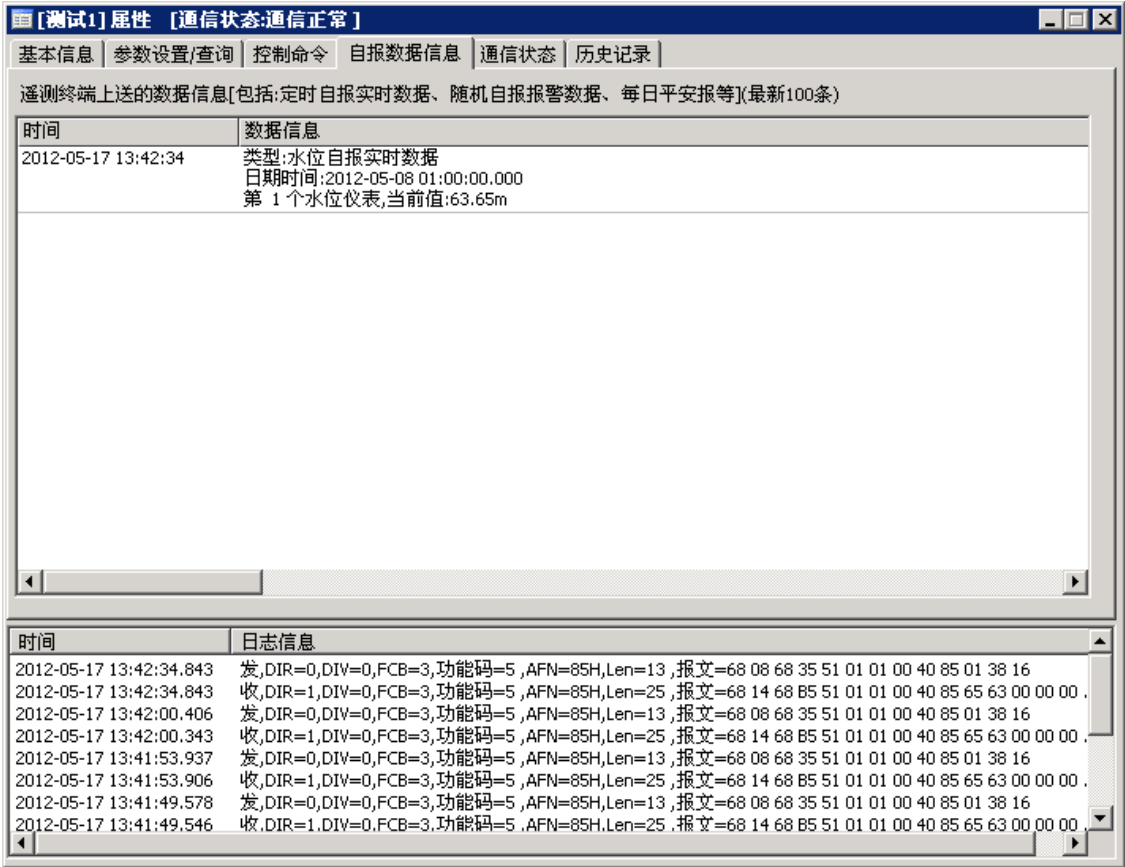 [测试1]属性 [通信状态:通信正常 ]
基本信息 参数设置/查询 控制命令 自报数据信息 通信状态 历史记录
遥测终端上送的数据信息[包括:定时自报实时数据、随机自报报警数据、每日平安报等](最新100条)
时间 数据信息
2012-05-17 13:42:34 类型:水位自报实时数据
日期时间:2012-05-08 01:00:00.000
第 1个水位仪表,当前值:63.65m
时间 日志信息
2012-05-17 13:42:34.843 发,DIR=0,DIV=0,FCB=3,功能码=5 ,AFN=85H,Len=13 ,报文=68 08 68 35 51 01 01 00 40 85 01 38 16
2012-05-17 13:42:34.843 收,DIR=1,DIV=0,FCB=3,功能码=5 ,AFN=85H,Len=25 ,报文=68 14 68 B5 51 01 01 00 40 85 65 63 00 00 00 .
2012-05-17 13:42:00.406 发,DIR=0,DIV=0,FCB=3,功能码=5 ,AFN=85H,Len=13 ,报文=68 08 68 35 51 01 01 00 40 85 01 38 16
2012-05-17 13:42:00.343 收,DIR=1,DIV=0,FCB=3,功能码=5 ,AFN=85H,Len=25 ,报文=68 14 68 B5 51 01 01 00 40 85 65 63 00 00 00 .
2012-05-17 13:41:53.937 发,DIR=0,DIV=0,FCB=3,功能码=5 ,AFN=85H,Len=13 ,报文=68 08 68 35 51 01 01 00 40 85 01 38 16
2012-05-17 13:41:53.906 收,DIR=1,DIV=0,FCB=3,功能码=5 ,AFN=85H,Len=25 ,报文=68 14 68 B5 51 01 01 00 40 85 65 63 00 00 00 .
2012-05-17 13:41:49.578 发,DIR=0,DIV=0,FCB=3,功能码=5 ,AFN=85H,Len=13 ,报文=68 08 68 35 51 01 01 00 40 85 01 38 16
2012-05-17 13:41:49.546 收,DIR=1,DIV=0,FCB=3,功能码=5 ,AFN=85H,Len=25 ,报文=68 14 68 B5 51 01 01 00 40 85 65 63 00 00 00 .